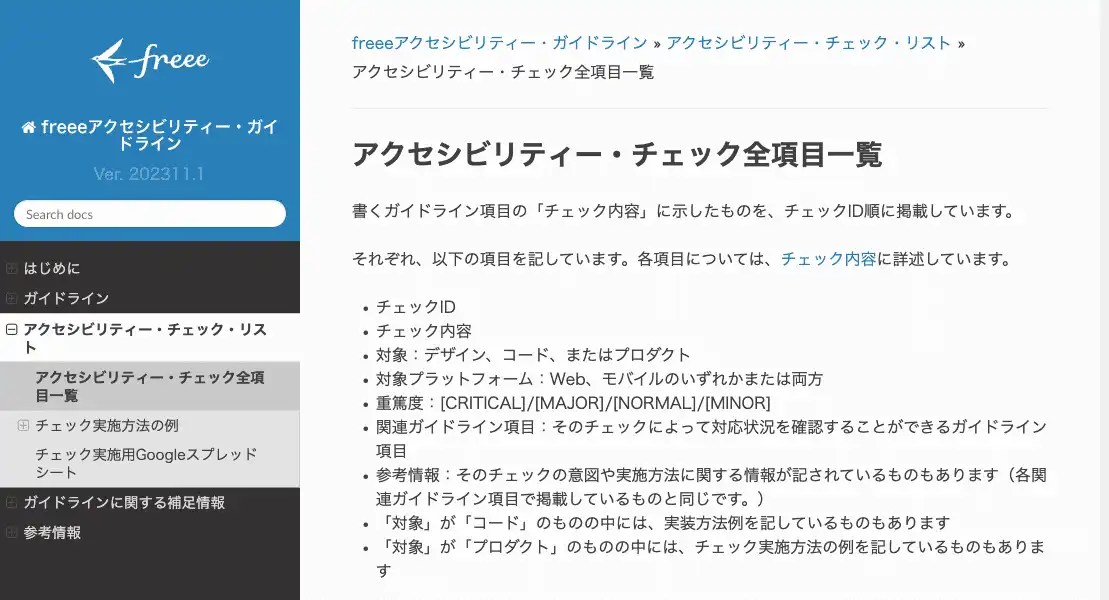 freee
freeeアクセシビリティー・ガイ
ドライン
Ver. 202311.1
Search docs
はじめに
ガイドライン
アクセシビリティー・チェック・リス
ト
アクセシビリティー・チェック全項
目一覧
チェック実施方法の例
チェック実施用Googleスプレッド
シート
ガイドラインに関する補足情報
参考情報
freeeアクセシビリティー・ガイドライン » アクセシビリティー・チェック・リスト »
アクセシビリティー・チェック全項目一覧
アクセシビリティー・チェック全項目一覧
書くガイドライン項目の「チェック内容」に示したものを、チェックID順に掲載しています。
それぞれ、以下の項目を記しています。各項目については、チェック内容に詳述しています。
• チェックID
• チェック内容
• 対象：デザイン、コード、またはプロダクト
• 対象プラットフォーム：Web、モバイルのいずれかまたは両方
• 重篤度：[CRITICAL]/[MAJOR]/[NORMAL]/[MINOR]
• 関連ガイドライン項目：そのチェックによって対応状況を確認することができるガイドライン
項目
• 参考情報：そのチェックの意図や実施方法に関する情報が記されているものもあります（各関
連ガイドライン項目で掲載しているものと同じです。）
• 「対象」が「コード」のものの中には、実装方法例を記しているものもあります
• 「対象」が「プロダクト」のものの中には、チェック実施方法の例を記しているものもありま
す